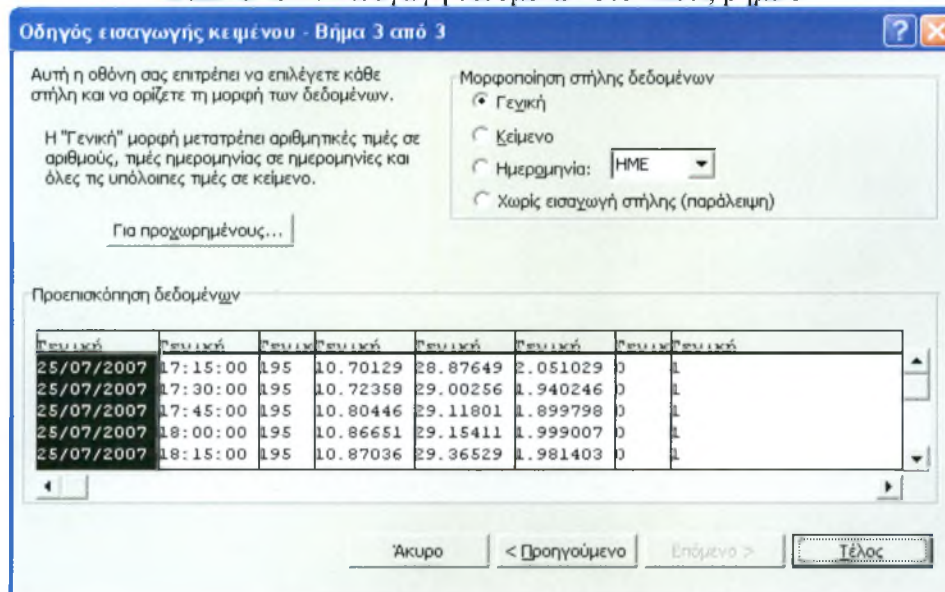 Οδηγός εισαγωγής κειμένου - Βήμα 3 από 3
Αυτή η οθόνη σας επιτρέπει να επιλέγετε κάθε
στήλη και να ορίζετε τη μορφή των δεδομένων.
Η "Γενική" μορφή μετατρέπει αριθμητικές τιμές σε
αριθμούς, τιμές ημερομηνίας σε ημερομηνίες και
όλες τις υπόλοιπες τιμές σε κείμενο.
Για προχωρημένους...
Μορφοποίηση στήλης δεδομένων
Γενική
Κείμενο
Ημερομηνία: ΗΜΕ
Χωρίς εισαγωγή στήλης (παράλειψη)
Προεπισκόπηση δεδομένων
Γενική Γενική Γενικ Γενική Γενική Γενική Γενικ Γενική
25/07/2007 17:15:00 195 10.70129 28.87649 2.051029 0 1
25/07/2007 17:30:00 195 10.72358 29.00256 1.940246 0 1
25/07/2007 17:45:00 195 10.80446 29.11801 1.899798 0 1
25/07/2007 18:00:00 195 10.86651 29.15411 1.999007 0 1
25/07/2007 18:15:00 195 10.87036 29.36529 1.981403 0 1
Άκυρο < Προηγούμενο Επόμενο > Τέλος